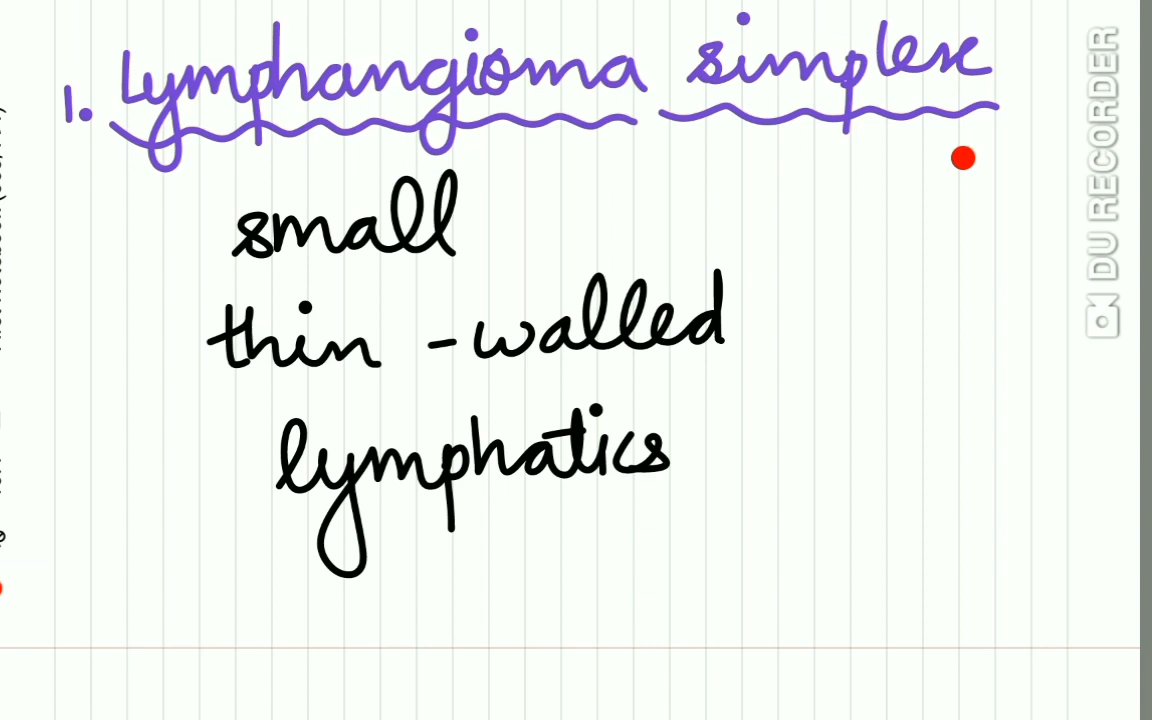 1. Lymphangioma simplex
small
thin - walled
lymphatics
DU RECORDER